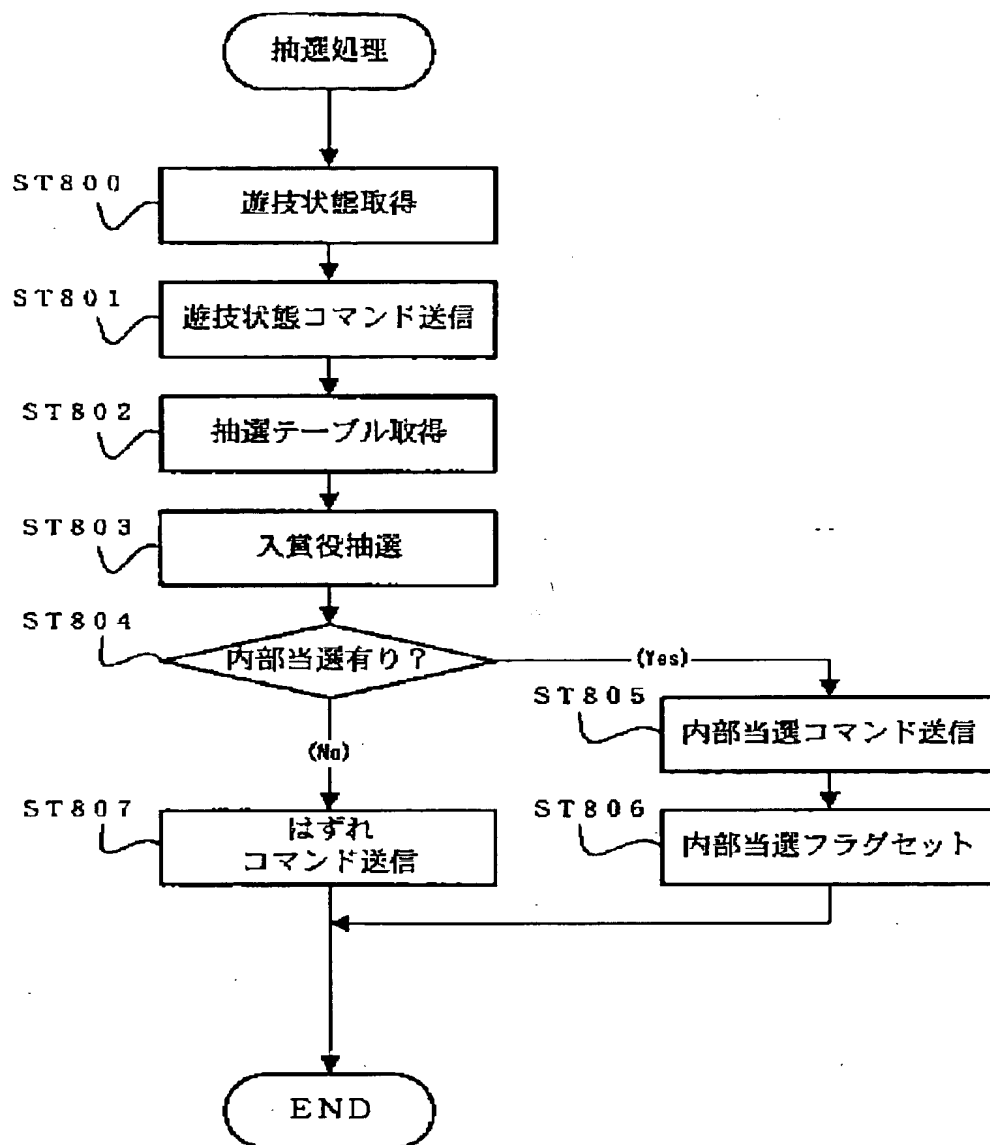 抽選処理
ST800
遊技状態取得
ST801
遊技状態コマンド送信
ST802
抽選テーブル取得
ST803
入賞役抽選
ST804
内部当選有り?
(Yes)
ST805
内部当選コマンド送信
(No)
ST806
内部当選フラグセット
ST807
はずれ
コマンド送信
END